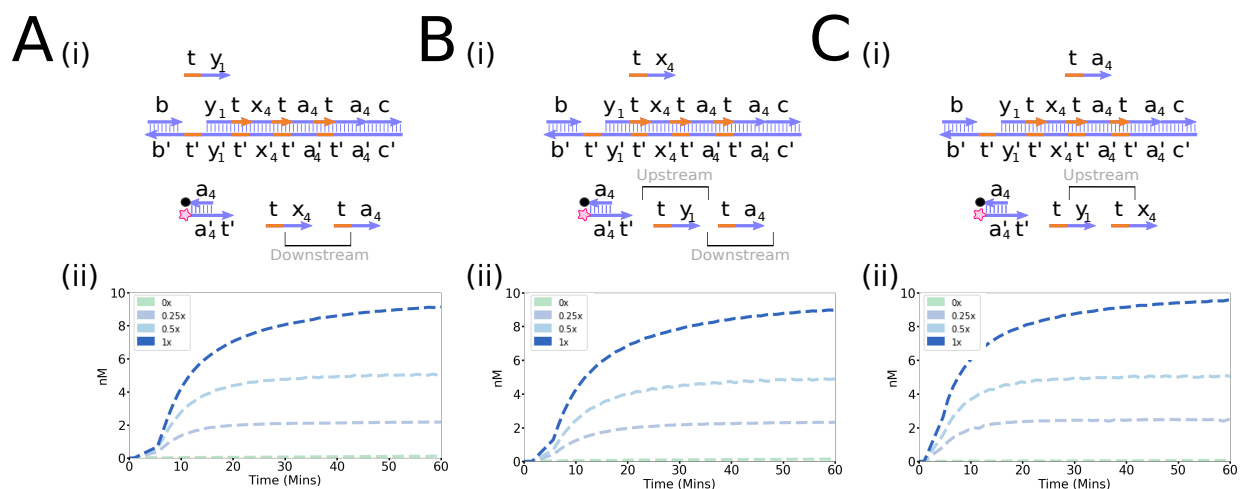 A (i)
t y1
b y1 t x4 t a4 t a4 c
b' t' y1' t' x4' t' a4' t' a4' c'
a4
a4' t'
t x4 t a4
Downstream
(ii)
10
8
6
4
2
0
nM
0x
0.25x
0.5x
1x
0 10 20 30 40 50 60
Time (Mins)
B (i)
t x4
b y1 t x4 t a4 t a4 c
b' t' y1' t' x4' t' a4' t' a4' c'
Upstream
a4
a4' t'
t y1 t a4
Downstream
(ii)
10
8
6
4
2
0
nM
0x
0.25x
0.5x
1x
0 10 20 30 40 50 60
Time (Mins)
C (i)
t a4
b y1 t x4 t a4 t a4 c
b' t' y1' t' x4' t' a4' t' a4' c'
Upstream
a4
a4' t'
t y1 t x4
(ii)
10
8
6
4
2
0
nM
0x
0.25x
0.5x
1x
0 10 20 30 40 50 60
Time (Mins)